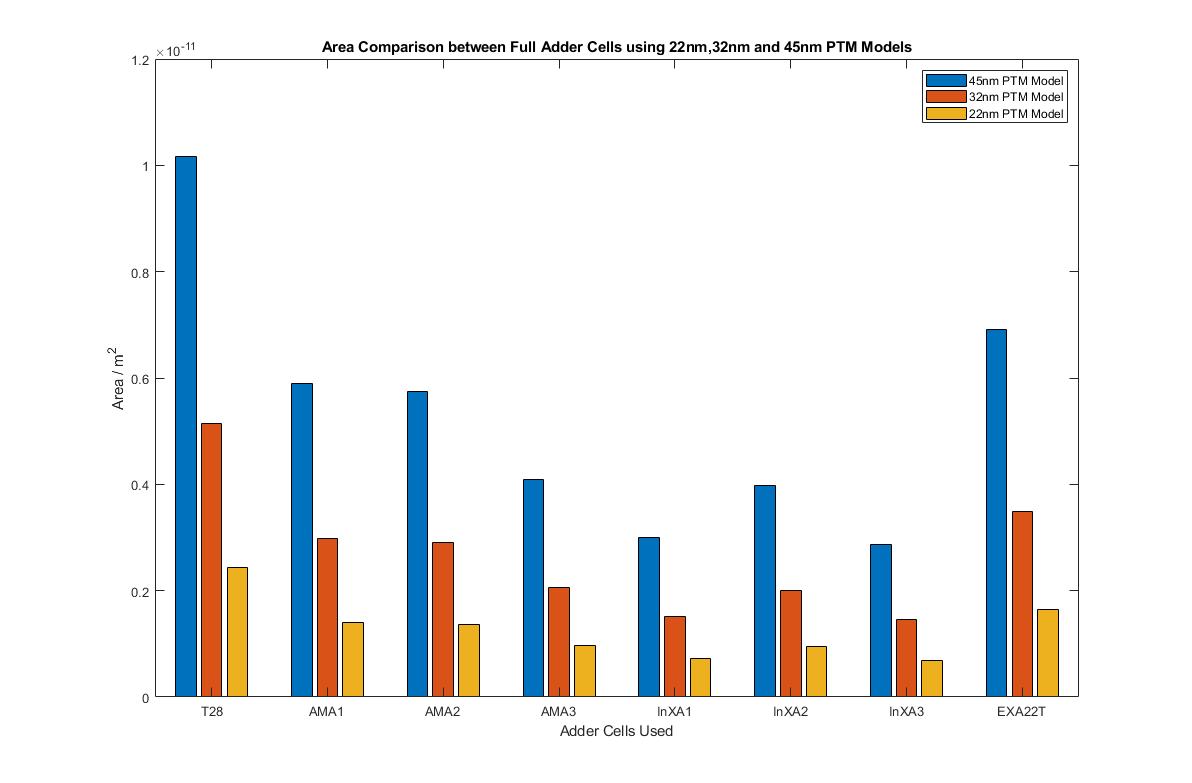 Area Comparison between Full Adder Cells using 22nm,32nm and 45nm PTM Models
×10⁻¹¹
45nm PTM Model
32nm PTM Model
22nm PTM Model
1.2
1
0.8
0.6
0.4
0.2
0
Area / m²
T28 AMA1 AMA2 AMA3 InXA1 InXA2 InXA3 EXA22T
Adder Cells Used